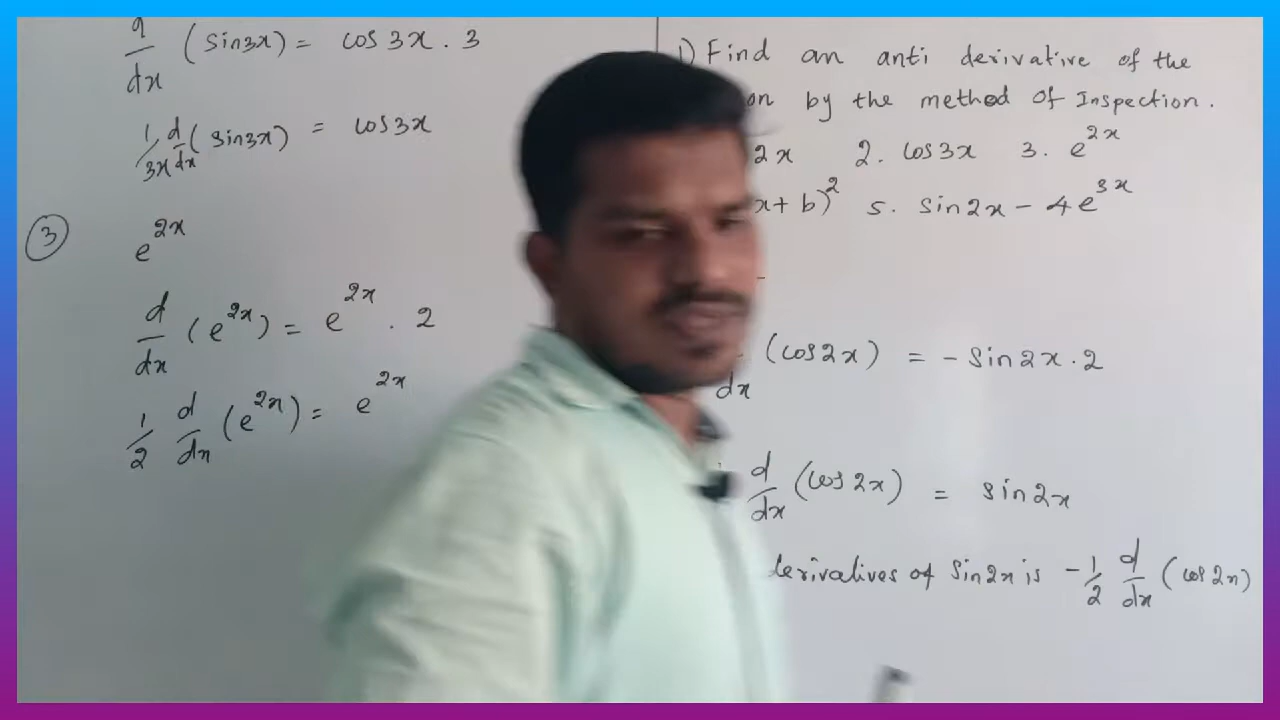 d/dx (sin3x) = cos 3x . 3
1/3x d/dx (sin3x) = cos3x
3 e^2x
d/dx (e^2x) = e^2x . 2
1/2 d/dx (e^2x) = e^2x
1) Find an anti derivative of the
on by the method of Inspection.
2x 2. cos3x 3. e^2x
x+b)^2 5. sin2x - 4e^3x
dx (cos2x) = - sin2x . 2
d/dx (cos2x) = sin2x
derivatives of sin2x is -1/2 d/dx (cos2x)